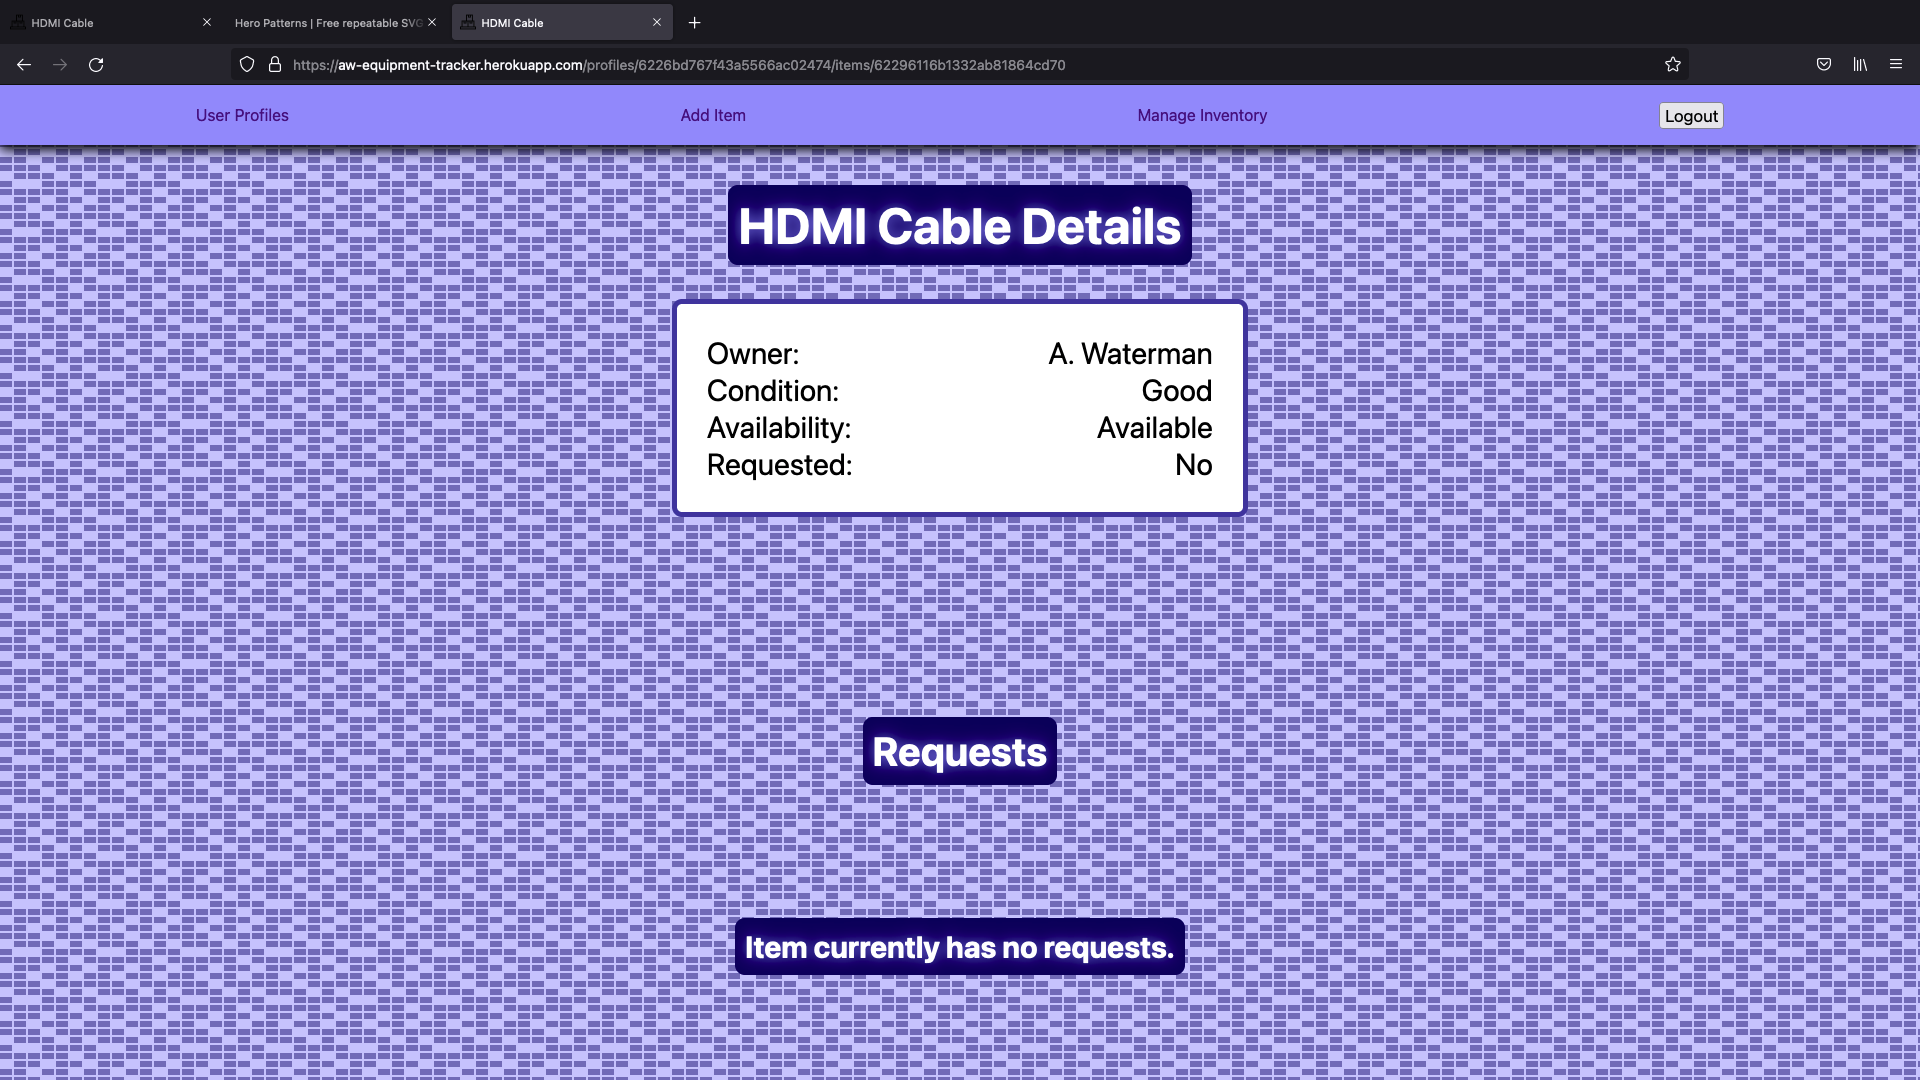 HDMI Cable
Hero Patterns | Free repeatable SVG
HDMI Cable
https://aw-equipment-tracker.herokuapp.com/profiles/6226bd767f43a5566ac02474/items/62296116b1332ab81864cd70
User Profiles
Add Item
Manage Inventory
Logout
HDMI Cable Details
Owner: A. Waterman
Condition: Good
Availability: Available
Requested: No
Requests
Item currently has no requests.